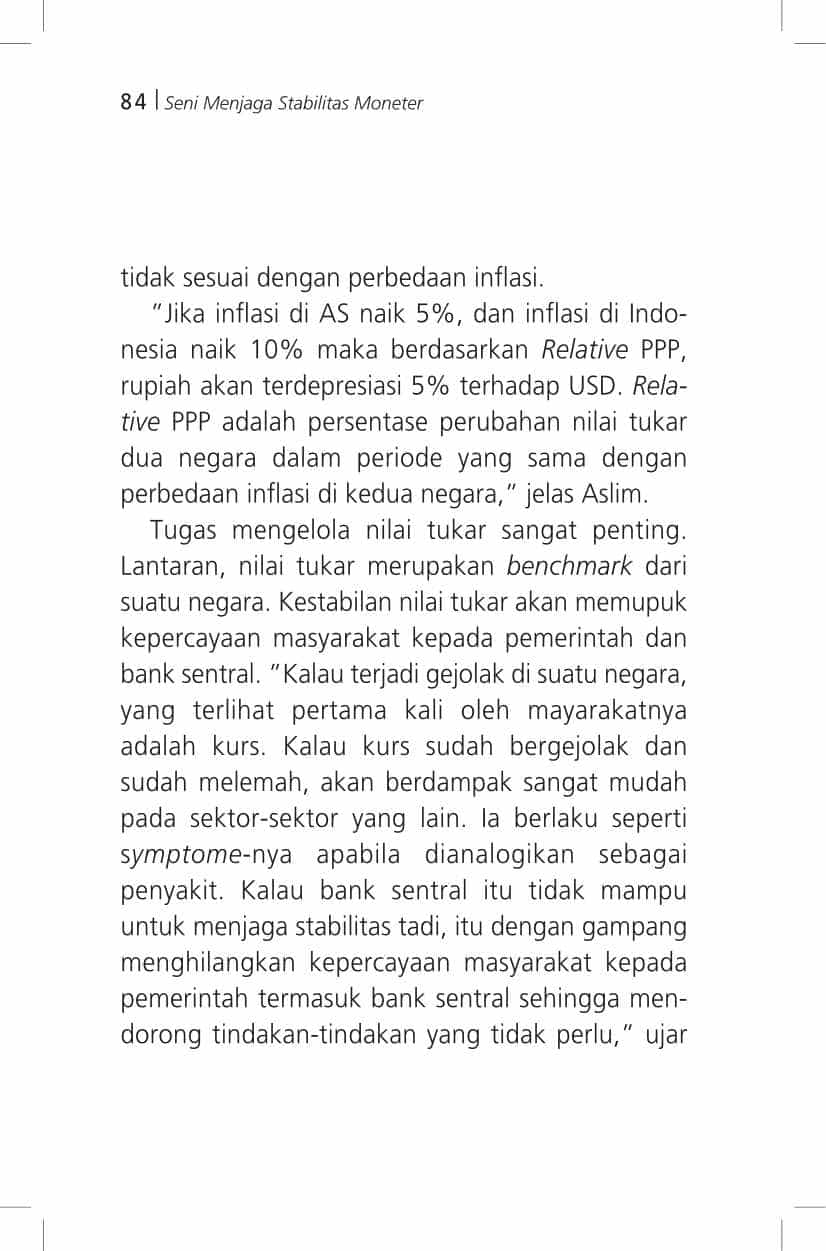 84 | Seni Menjaga Stabilitas Moneter
tidak sesuai dengan perbedaan inflasi.
”Jika inflasi di AS naik 5%, dan inflasi di Indo-
nesia naik 10% maka berdasarkan Relative PPP,
rupiah akan terdepresiasi 5% terhadap USD. Rela-
tive PPP adalah persentase perubahan nilai tukar
dua negara dalam periode yang sama dengan
perbedaan inflasi di kedua negara,” jelas Aslim.
Tugas mengelola nilai tukar sangat penting.
Lantaran, nilai tukar merupakan benchmark dari
suatu negara. Kestabilan nilai tukar akan memupuk
kepercayaan masyarakat kepada pemerintah dan
bank sentral. ”Kalau terjadi gejolak di suatu negara,
yang terlihat pertama kali oleh mayarakatnya
adalah kurs. Kalau kurs sudah bergejolak dan
sudah melemah, akan berdampak sangat mudah
pada sektor-sektor yang lain. Ia berlaku seperti
symptome-nya apabila dianalogikan sebagai
penyakit. Kalau bank sentral itu tidak mampu
untuk menjaga stabilitas tadi, itu dengan gampang
menghilangkan kepercayaan masyarakat kepada
pemerintah termasuk bank sentral sehingga men-
dorong tindakan-tindakan yang tidak perlu,” ujar